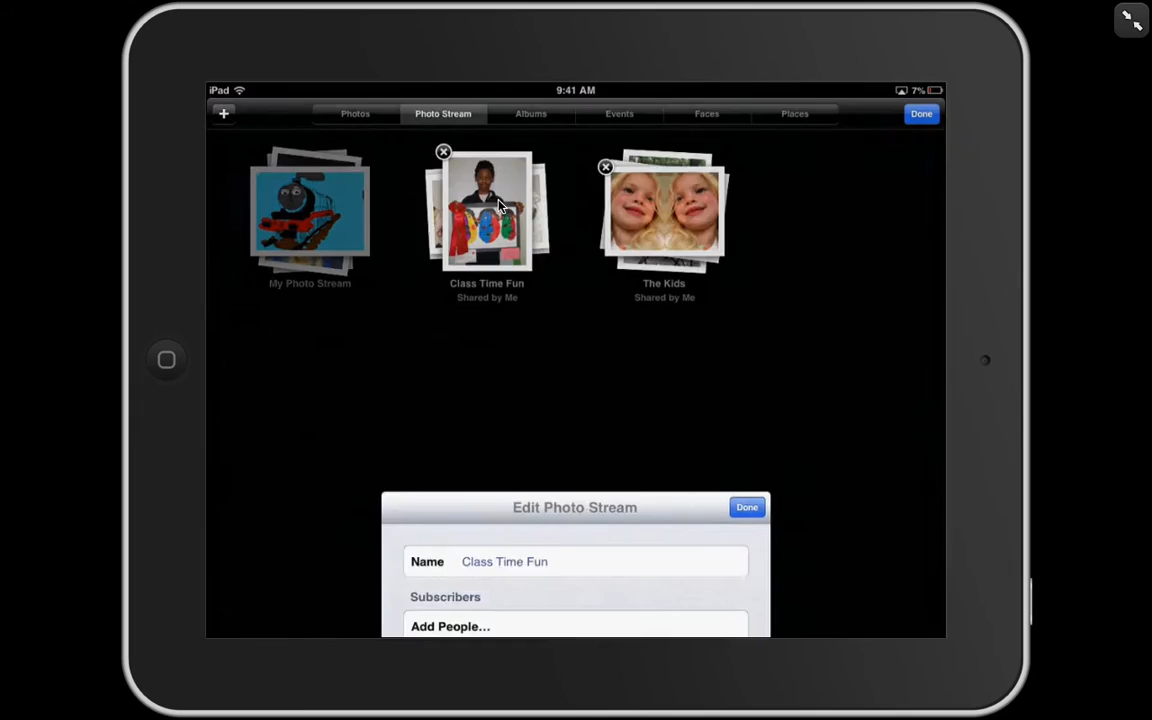 iPad 9:41 AM 7%
+ Photos Photo Stream Albums Events Faces Places Done
My Photo Stream Class Time Fun The Kids
Shared by Me Shared by Me
Edit Photo Stream Done
Name Class Time Fun
Subscribers
Add People...